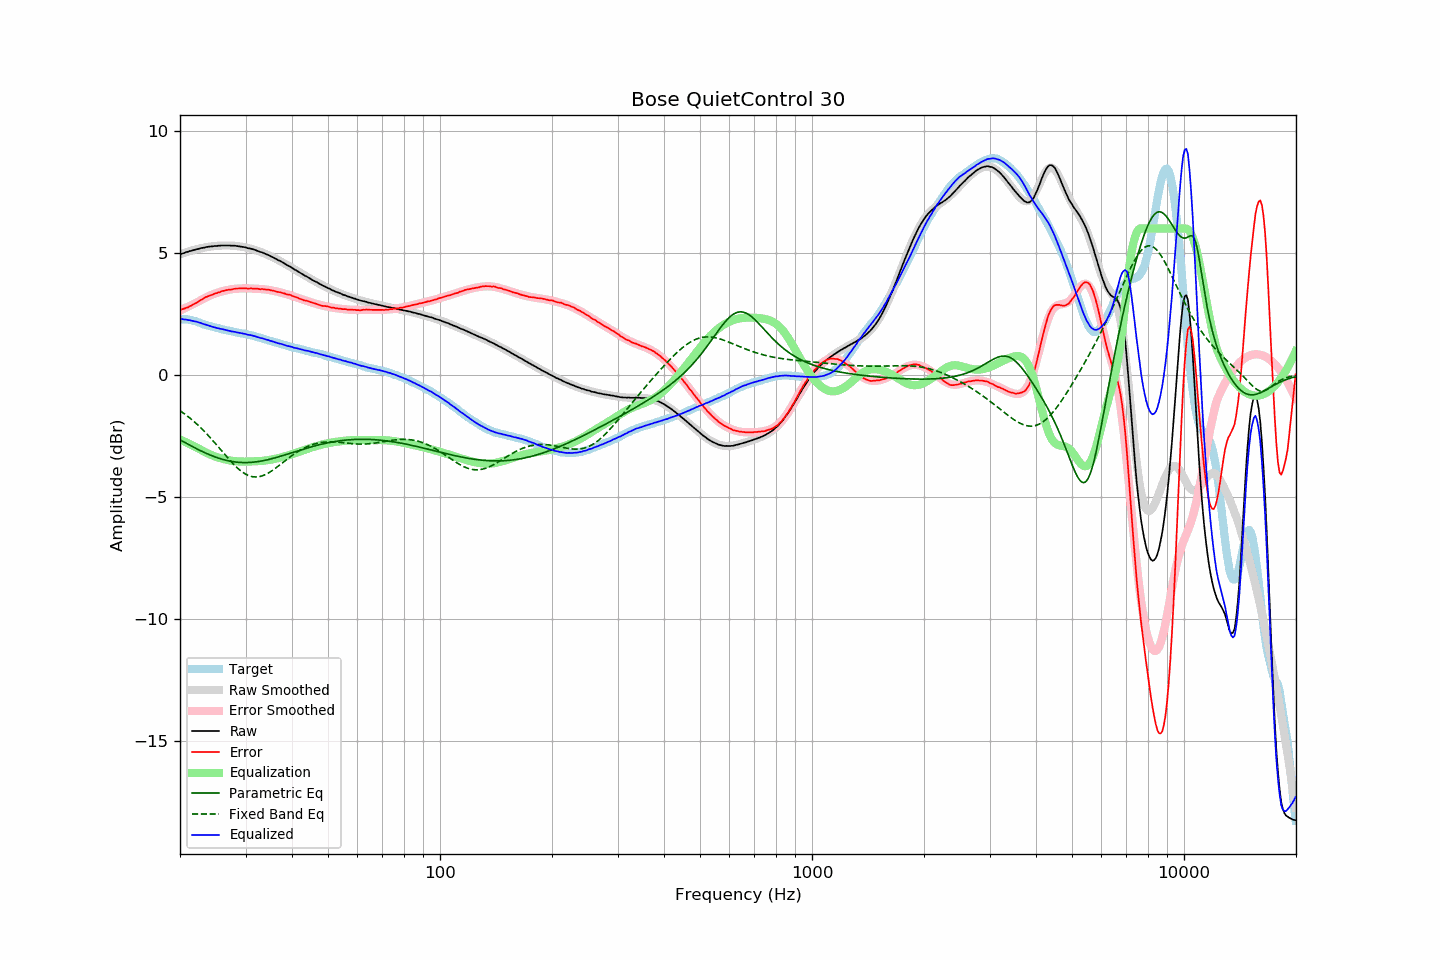 Bose QuietControl 30
10
5
0
−5
−10
−15
Amplitude (dBr)
Target
Raw Smoothed
Error Smoothed
Raw
Error
Equalization
Parametric Eq
Fixed Band Eq
Equalized
100
1000
10000
Frequency (Hz)